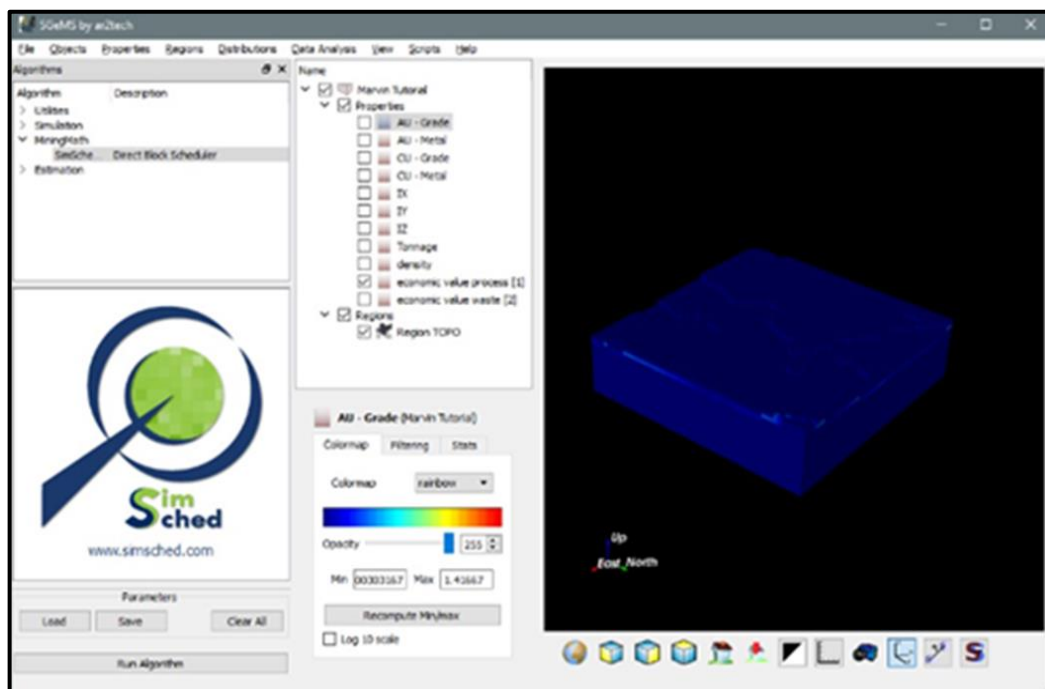 SGeMS by ar2tech
File Objects Properties Regions Distributions Data Analysis View Scripts Help
Algorithms
Algorithm Description
Utilities
Simulation
MiningMath
SimSche... Direct Block Scheduler
Estimation
Name
Marvin Tutorial
Properties
AU - Grade
AU - Metal
CU - Grade
CU - Metal
IX
IY
IZ
Tonnage
density
economic value process [1]
economic value waste [2]
Regions
Region TOPO
Sim
Sched
www.simsched.com
Parameters
Load Save Clear All
Run Algorithm
AU - Grade (Marvin Tutorial)
Colormap Filtering Stats
Colormap rainbow
Opacity 255
Min 00303167 Max 1.41667
Recompute Min/max
Log 10 scale
Up
East North